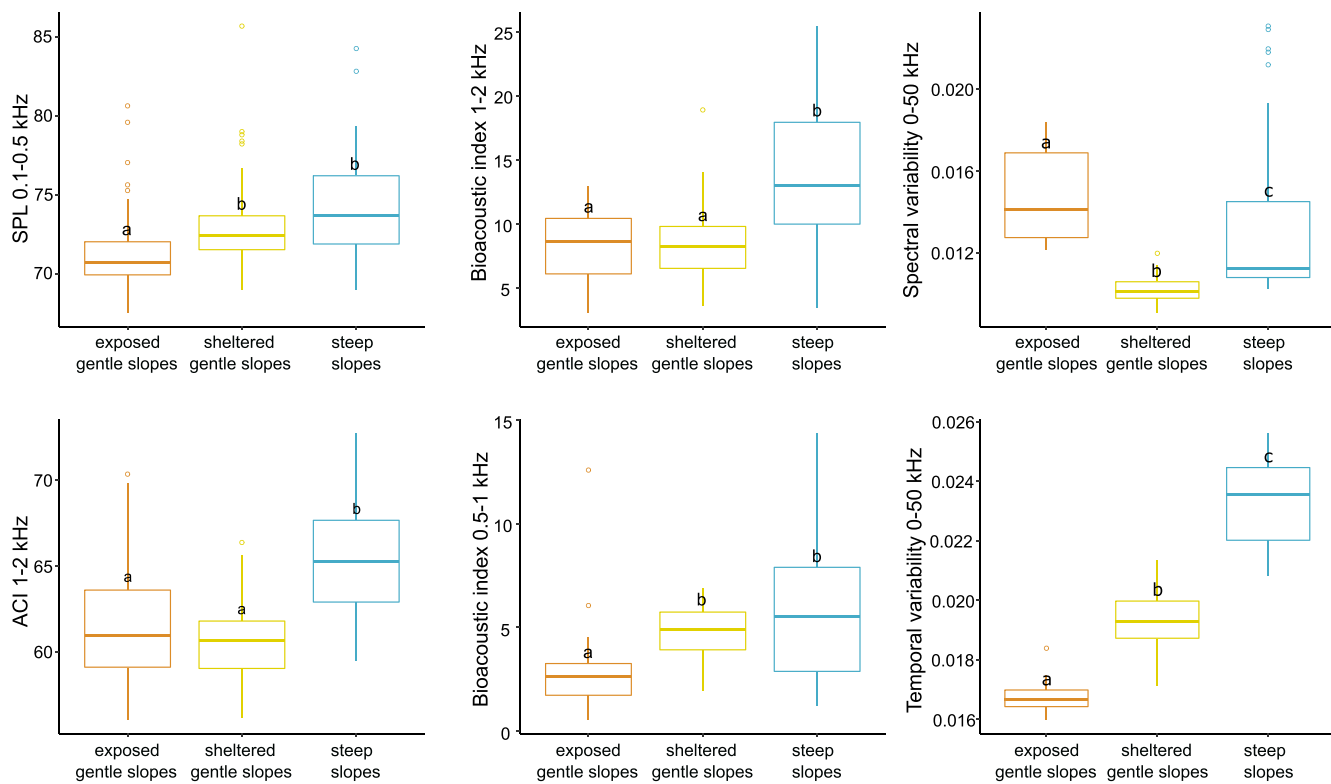 SPL 0.1-0.5 kHz
85
80
75
70
a
b
b
exposed
gentle slopes
sheltered
gentle slopes
steep
slopes
Bioacoustic index 1-2 kHz
25
20
15
10
5
a
a
b
exposed
gentle slopes
sheltered
gentle slopes
steep
slopes
Spectral variability 0-50 kHz
0.020
0.016
0.012
a
b
c
exposed
gentle slopes
sheltered
gentle slopes
steep
slopes
ACI 1-2 kHz
70
65
60
a
a
b
exposed
gentle slopes
sheltered
gentle slopes
steep
slopes
Bioacoustic index 0.5-1 kHz
15
10
5
0
a
b
b
exposed
gentle slopes
sheltered
gentle slopes
steep
slopes
Temporal variability 0-50 kHz
0.026
0.024
0.022
0.020
0.018
0.016
a
b
c
exposed
gentle slopes
sheltered
gentle slopes
steep
slopes